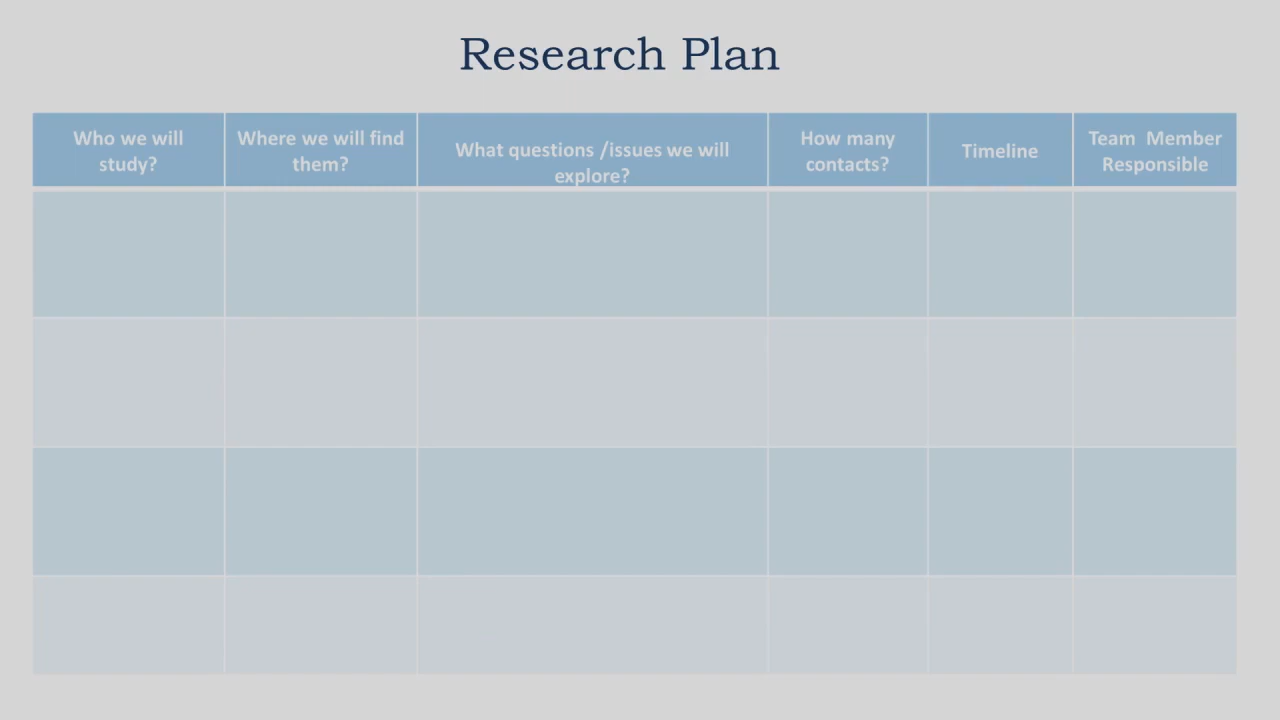 Research Plan
Who we will
study?
Where we will find
them?
What questions /issues we will
explore?
How many
contacts?
Timeline
Team  Member
Responsible